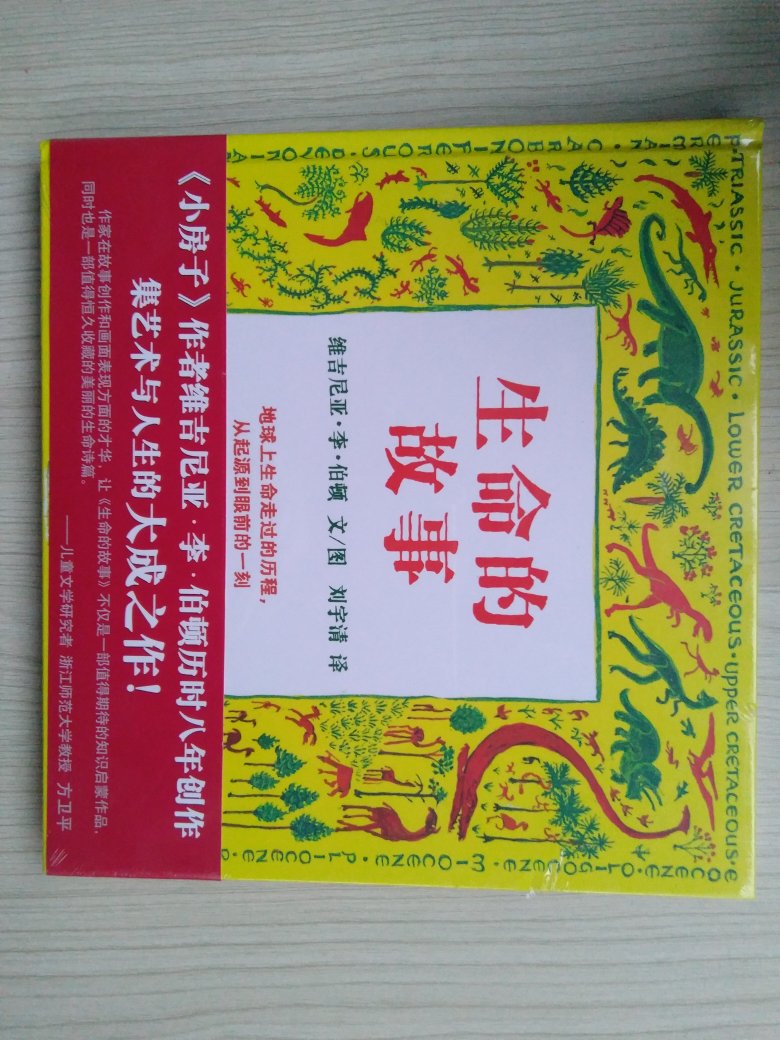 DEVONIAN · CARBONIFEROUS · PERMIAN
TRIASSIC · JURASSIC · LOWER CRETACEOUS · UPPER CRETACEOUS ·
OLIGOCENE · MIOCENE · PLIOCENE ·
生命的
故事
维吉尼亚·李·伯顿 文/图 刘宇清 译
地球上生命走过的历程，
从起源到眼前的一刻
《小房子》作者维吉尼亚·李·伯顿历时八年创作
集艺术与人生的大成之作！
作家在故事创作和画面表现方面的才华，让《生命的故事》不仅是一部值得期待的知识启蒙作品，
同时也是一部值得恒久收藏的美丽的生命诗篇。
——儿童文学研究者 浙江师范大学教授 方卫平